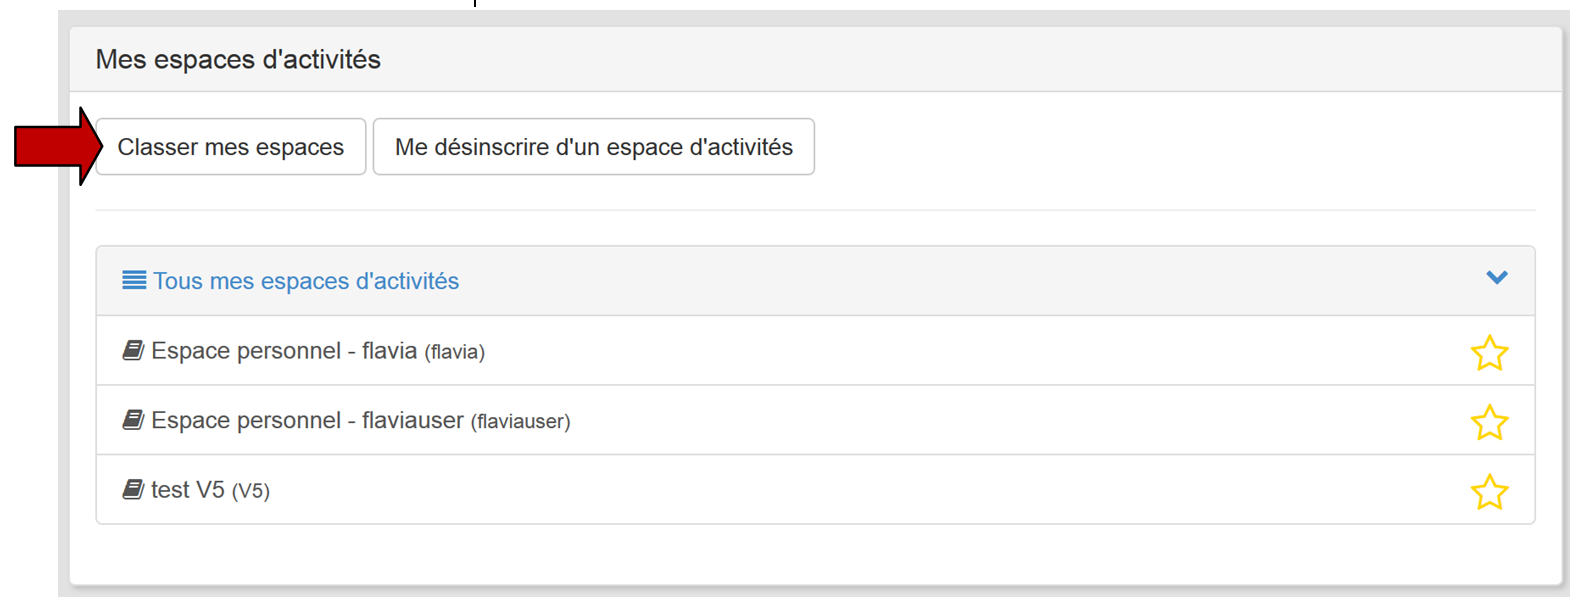 Mes espaces d'activités
Classer mes espaces
Me désinscrire d'un espace d'activités
Tous mes espaces d'activités
Espace personnel - flavia (flavia)
Espace personnel - flaviauser (flaviauser)
test V5 (V5)